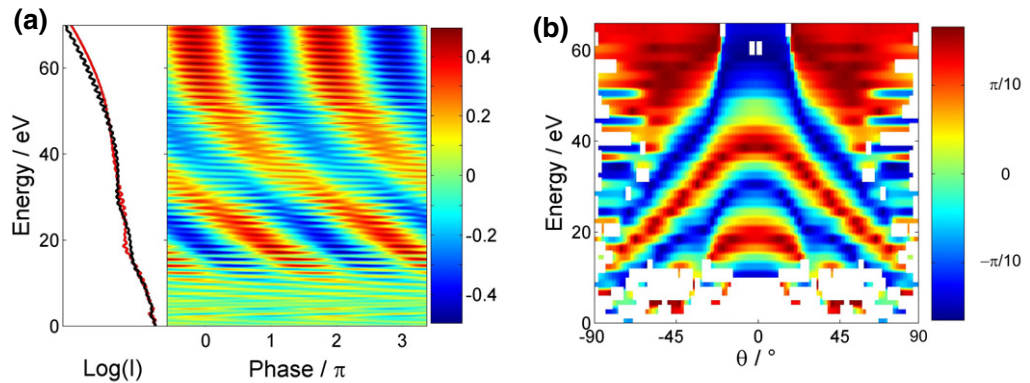 (a)
Energy / eV
60
40
20
0
Log(I)
0 1 2 3
Phase / π
0.4
0.2
0
-0.2
-0.4
(b)
Energy / eV
60
40
20
0
-90 -45 0 45 90
θ / °
π/10
0
−π/10